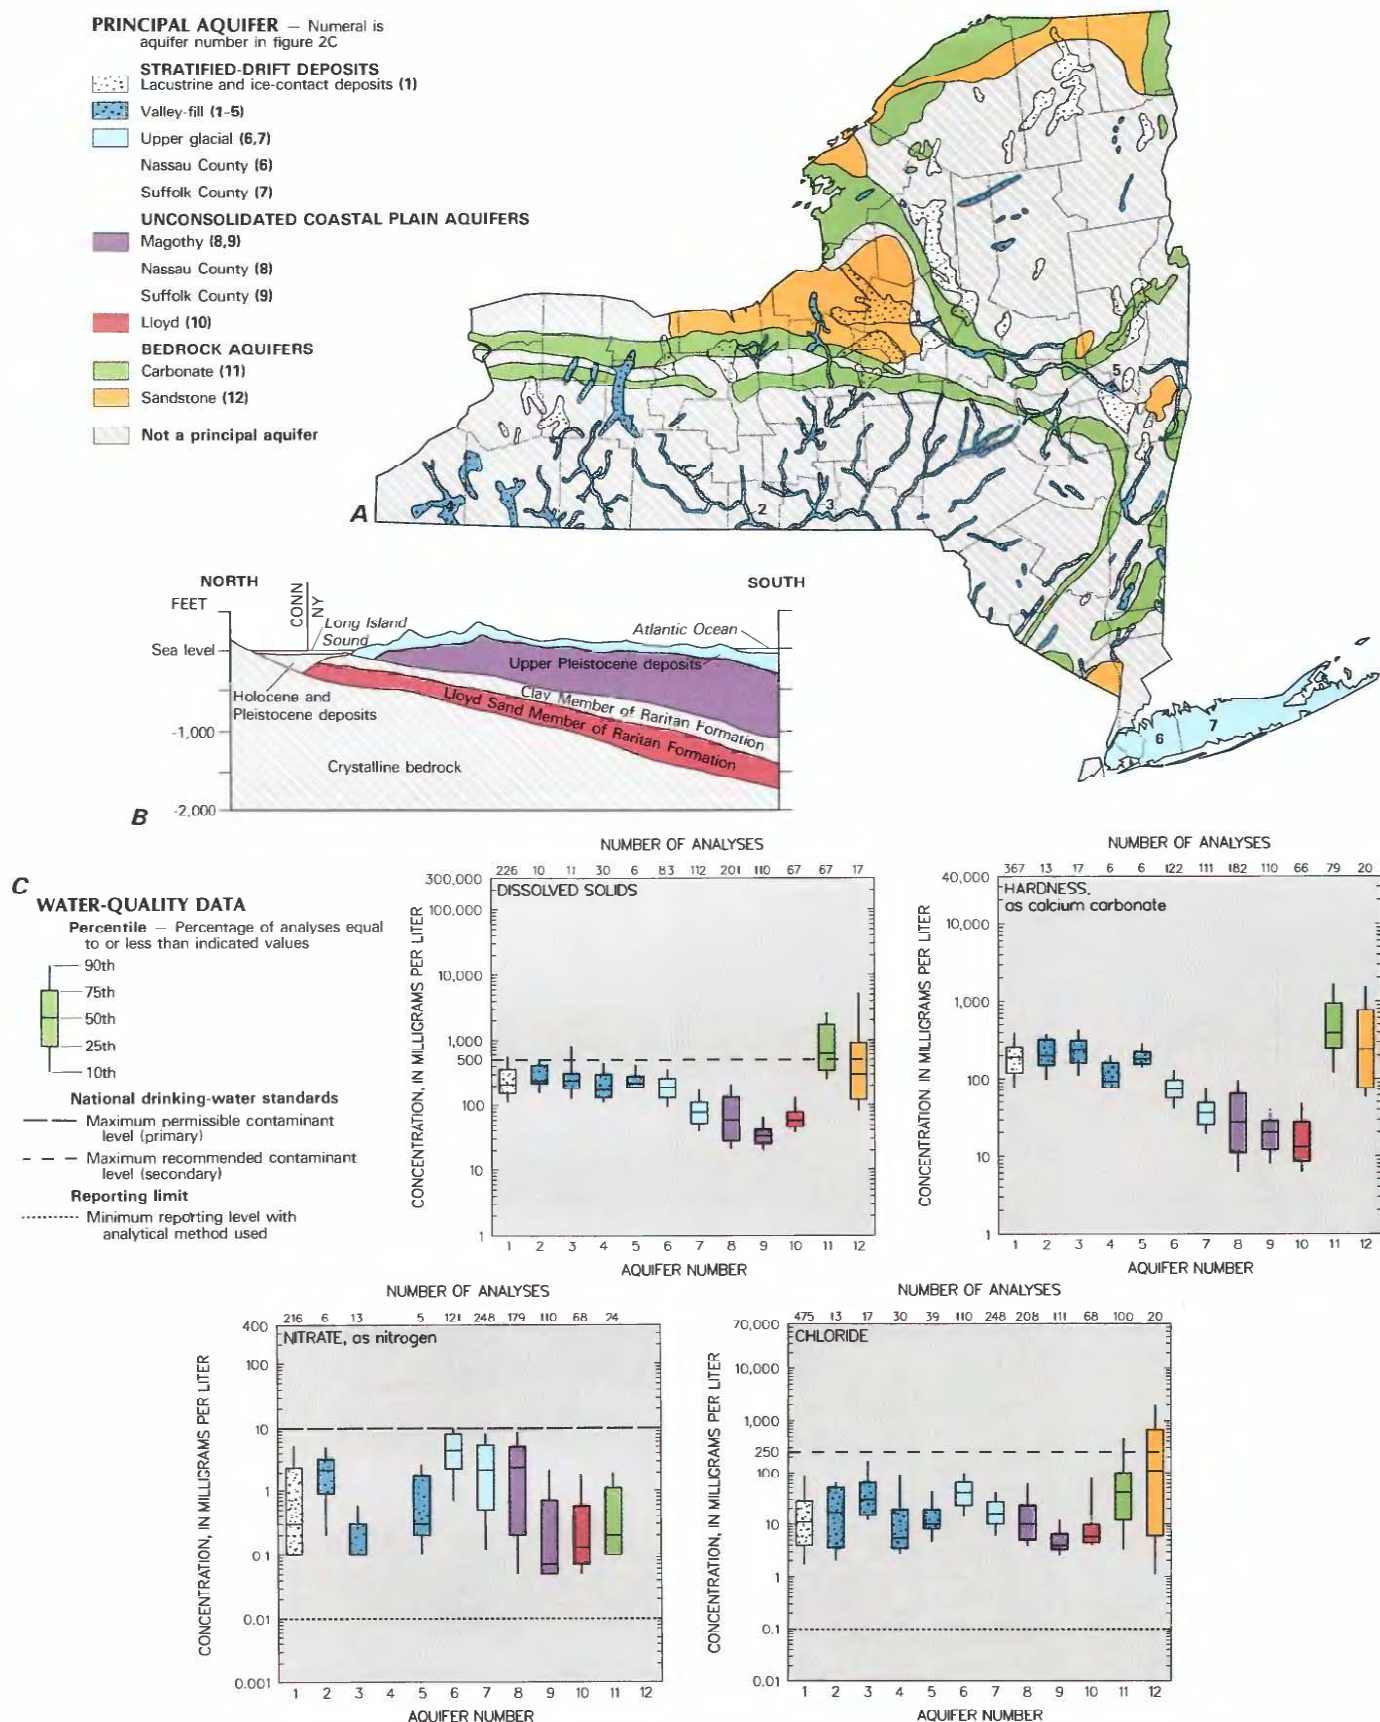 PRINCIPAL AQUIFER — Numeral is
aquifer number in figure 2C
STRATIFIED-DRIFT DEPOSITS
Lacustrine and ice-contact deposits (1)
Valley-fill (1-5)
Upper glacial (6,7)
Nassau County (6)
Suffolk County (7)
UNCONSOLIDATED COASTAL PLAIN AQUIFERS
Magothy (8,9)
Nassau County (8)
Suffolk County (9)
Lloyd (10)
BEDROCK AQUIFERS
Carbonate (11)
Sandstone (12)
Not a principal aquifer
A
2
3
4
5
6
7
NORTH
SOUTH
FEET
CONN
NY
Long Island
Sound
Atlantic Ocean
Sea level
Upper Pleistocene deposits
Holocene and
Pleistocene deposits
Clay Member of Raritan Formation
Lloyd Sand Member of Raritan Formation
-1,000
Crystalline bedrock
-2,000
B
C
WATER-QUALITY DATA
Percentile — Percentage of analyses equal
to or less than indicated values
90th
75th
50th
25th
10th
National drinking-water standards
Maximum permissible contaminant
level (primary)
Maximum recommended contaminant
level (secondary)
Reporting limit
Minimum reporting level with
analytical method used
NUMBER OF ANALYSES
226 10 11 30 6 83 112 201 110 67 67 17
DISSOLVED SOLIDS
CONCENTRATION, IN MILLIGRAMS PER LITER
300,000
100,000
10,000
1,000
500
100
10
1
1 2 3 4 5 6 7 8 9 10 11 12
AQUIFER NUMBER
NUMBER OF ANALYSES
367 13 17 6 6 122 111 182 110 66 79 20
HARDNESS,
as calcium carbonate
CONCENTRATION, IN MILLIGRAMS PER LITER
40,000
10,000
1,000
100
10
1
1 2 3 4 5 6 7 8 9 10 11 12
AQUIFER NUMBER
NUMBER OF ANALYSES
216 6 13 5 121 248 179 110 68 24
NITRATE, as nitrogen
CONCENTRATION, IN MILLIGRAMS PER LITER
400
100
10
1
0.1
0.01
0.001
1 2 3 4 5 6 7 8 9 10 11 12
AQUIFER NUMBER
NUMBER OF ANALYSES
475 13 17 30 39 110 248 208 111 68 100 20
CHLORIDE
CONCENTRATION, IN MILLIGRAMS PER LITER
70,000
10,000
1,000
250
100
10
1
0.1
0.01
1 2 3 4 5 6 7 8 9 10 11 12
AQUIFER NUMBER